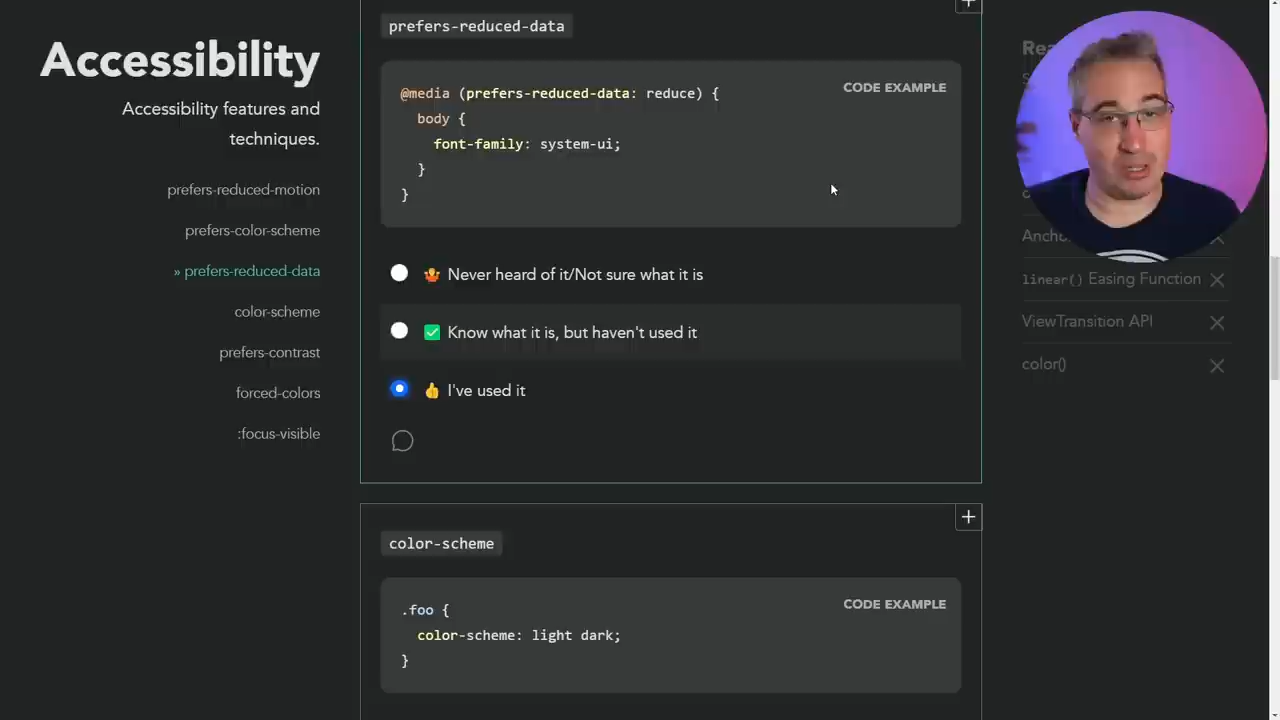 Accessibility
Accessibility features and
techniques.
prefers-reduced-motion
prefers-color-scheme
» prefers-reduced-data
color-scheme
prefers-contrast
forced-colors
:focus-visible
prefers-reduced-data
CODE EXAMPLE
@media (prefers-reduced-data: reduce) {
body {
font-family: system-ui;
}
}
🤷 Never heard of it/Not sure what it is
✅ Know what it is, but haven't used it
👍 I've used it
+
color-scheme
CODE EXAMPLE
.foo {
color-scheme: light dark;
}
linear() Easing Function
ViewTransition API
color()